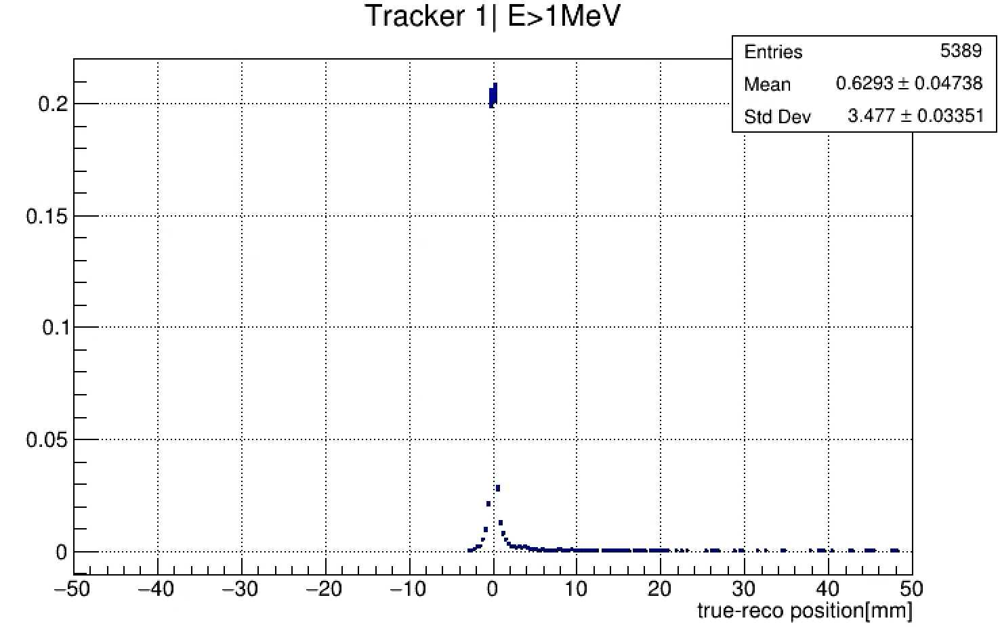 Tracker 1| E>1MeV
Entries 5389
Mean 0.6293 ± 0.04738
Std Dev 3.477 ± 0.03351
0.2
0.15
0.1
0.05
0
−50 −40 −30 −20 −10 0 10 20 30 40 50
true-reco position[mm]